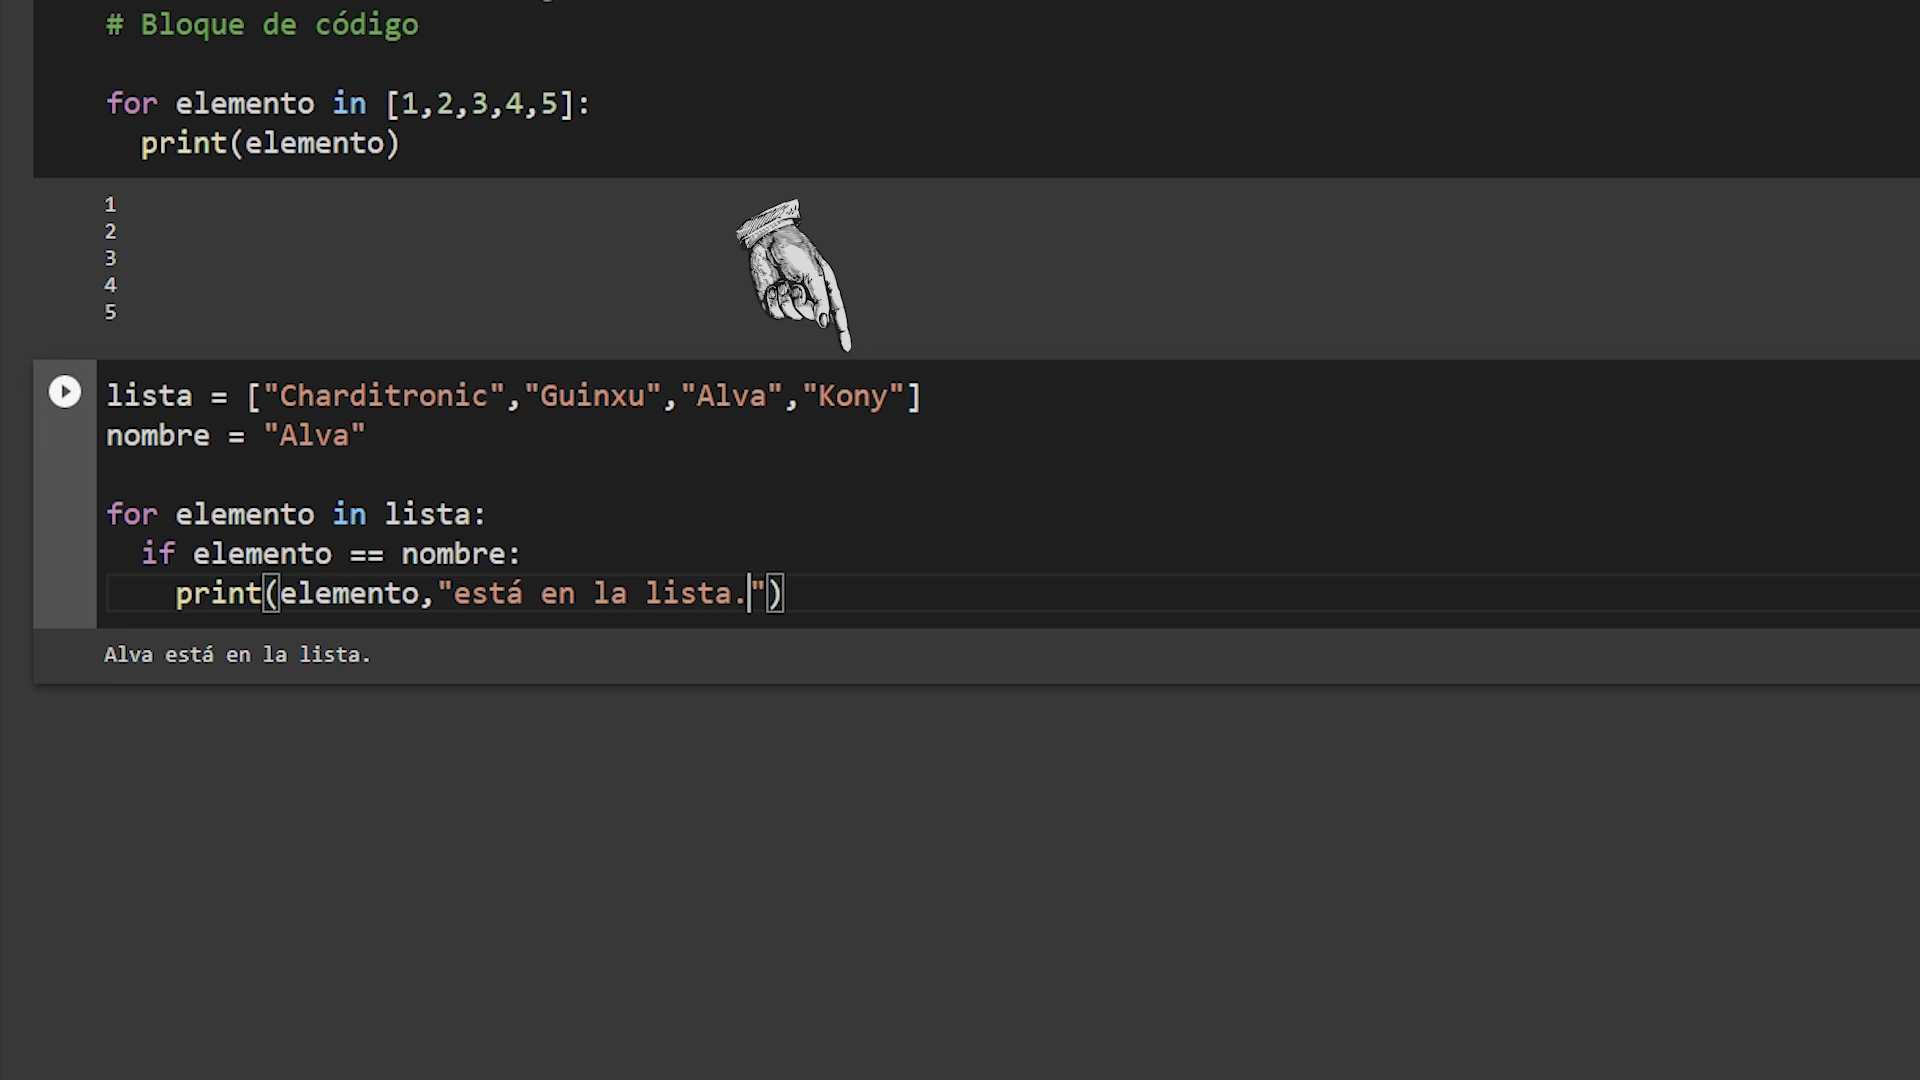 # Bloque de código
for elemento in [1,2,3,4,5]:
print(elemento)
1
2
3
4
5
lista = ["Charditronic","Guinxu","Alva","Kony"]
nombre = "Alva"
for elemento in lista:
if elemento == nombre:
print(elemento,"está en la lista.")
Alva está en la lista.